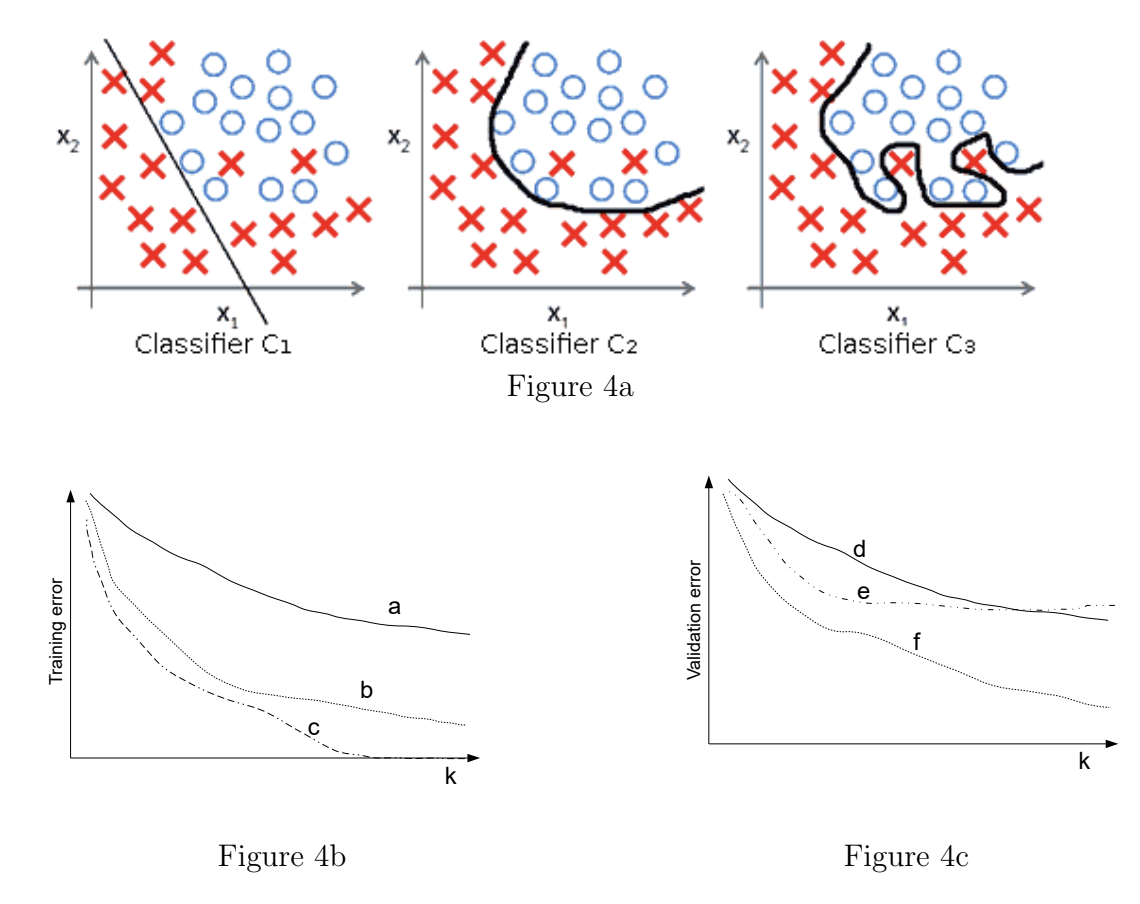 x2
x1
Classifier C1
x2
x1
Classifier C2
x2
x1
Classifier C3
Figure 4a
Training error
a
b
c
k
Figure 4b
Validation error
d
e
f
k
Figure 4c